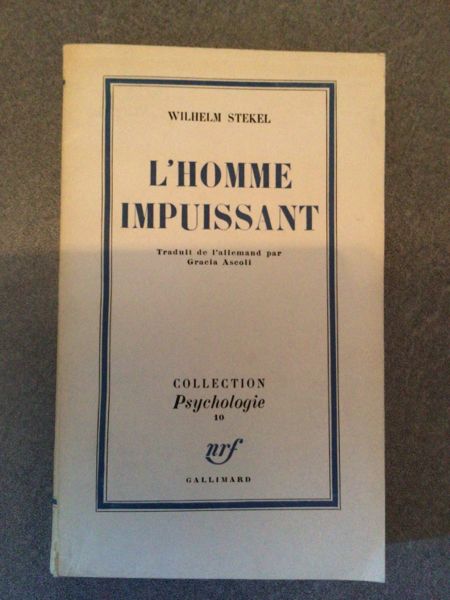 WILHELM STEKEL
L'HOMME
IMPUISSANT
Traduit de l'allemand par
Gracia Ascoli
COLLECTION
Psychologie
10
nrf
GALLIMARD